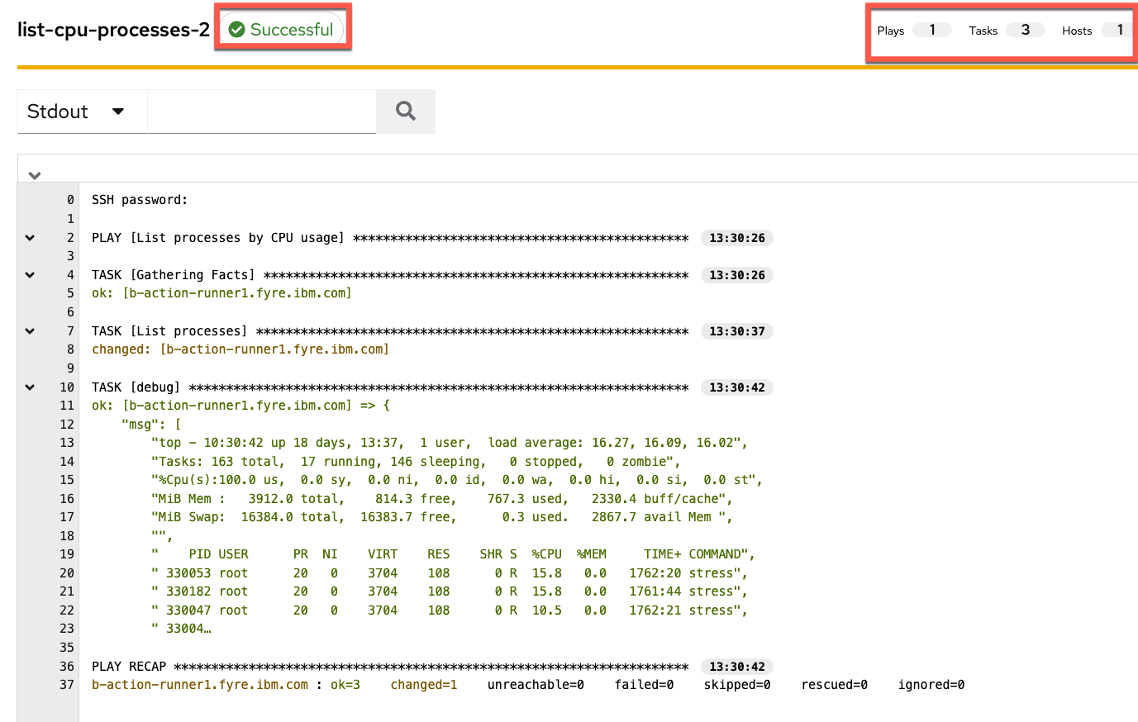 list-cpu-processes-2 Successful Plays 1 Tasks 3 Hosts 1
Stdout
0 SSH password:
1
2 PLAY [List processes by CPU usage] ********************************************* 13:30:26
3
4 TASK [Gathering Facts] ********************************************************* 13:30:26
5 ok: [b-action-runner1.fyre.ibm.com]
6
7 TASK [List processes] ********************************************************** 13:30:37
8 changed: [b-action-runner1.fyre.ibm.com]
9
10 TASK [debug] ******************************************************************* 13:30:42
11 ok: [b-action-runner1.fyre.ibm.com] => {
12     "msg": [
13         "top - 10:30:42 up 18 days, 13:37,  1 user,  load average: 16.27, 16.09, 16.02",
14         "Tasks: 163 total,  17 running, 146 sleeping,   0 stopped,   0 zombie",
15         "%Cpu(s):100.0 us,  0.0 sy,  0.0 ni,  0.0 id,  0.0 wa,  0.0 hi,  0.0 si,  0.0 st",
16         "MiB Mem :   3912.0 total,    814.3 free,    767.3 used,   2330.4 buff/cache",
17         "MiB Swap:  16384.0 total,  16383.7 free,      0.3 used.   2867.7 avail Mem ",
18         "",
19         "    PID USER      PR  NI    VIRT    RES    SHR S  %CPU  %MEM     TIME+ COMMAND",
20         " 330053 root      20   0    3704    108      0 R  15.8   0.0   1762:20 stress",
21         " 330182 root      20   0    3704    108      0 R  15.8   0.0   1761:44 stress",
22         " 330047 root      20   0    3704    108      0 R  10.5   0.0   1762:21 stress",
23         " 33004…
35
36 PLAY RECAP ********************************************************************* 13:30:42
37 b-action-runner1.fyre.ibm.com : ok=3    changed=1    unreachable=0    failed=0    skipped=0    rescued=0    ignored=0